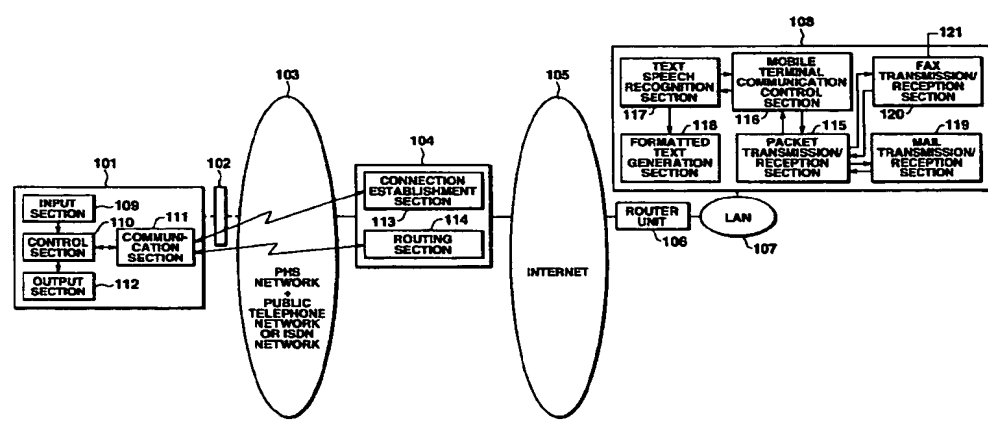 101
INPUT
SECTION
109
110
CONTROL
SECTION
111
COMMUNI-
CATION
SECTION
OUTPUT
SECTION
112
102
103
PHS
NETWORK
+
PUBLIC
TELEPHONE
NETWORK
OR ISDN
NETWORK
104
CONNECTION
ESTABLISHMENT
SECTION
113
114
ROUTING
SECTION
105
INTERNET
ROUTER
UNIT
106
LAN
107
108
TEXT
SPEECH
RECOGNITION
SECTION
117
MOBILE
TERMINAL
COMMUNICATION
CONTROL
SECTION
116
121
FAX
TRANSMISSION/
RECEPTION
SECTION
120
118
FORMATTED
TEXT
GENERATION
SECTION
115
PACKET
TRANSMISSION/
RECEPTION
SECTION
119
MAIL
TRANSMISSION/
RECEPTION
SECTION